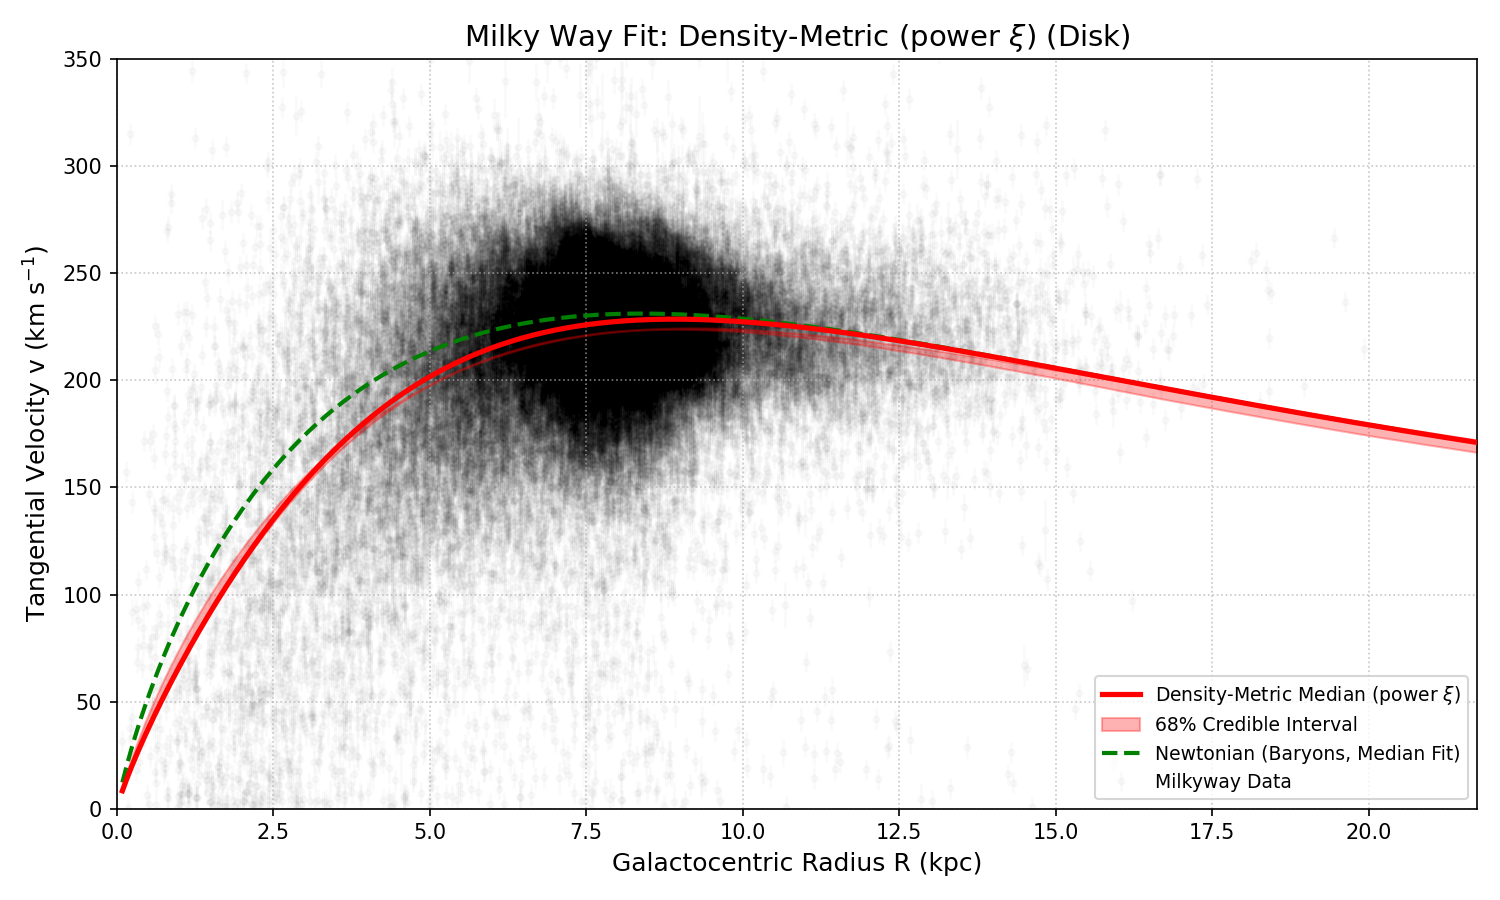 Milky Way Fit: Density-Metric (power ξ) (Disk)
Tangential Velocity v (km s⁻¹)
350
300
250
200
150
100
50
0
0.0 2.5 5.0 7.5 10.0 12.5 15.0 17.5 20.0
Galactocentric Radius R (kpc)
Density-Metric Median (power ξ)
68% Credible Interval
Newtonian (Baryons, Median Fit)
Milkyway Data